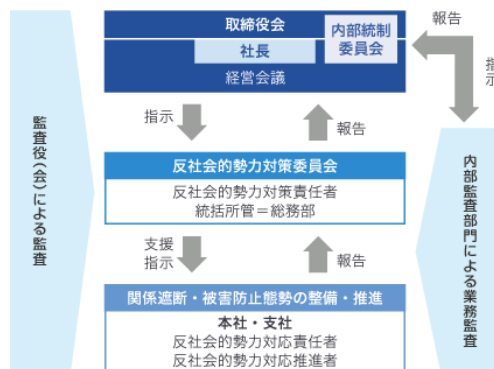 取締役会
内部統制
委員会
社長
経営会議
報告
指示
監査役(会)による監査
指示
報告
反社会的勢力対策委員会
反社会的勢力対策責任者
統括所管=総務部
内部監査部門による業務監査
支援
指示
報告
関係遮断・被害防止態勢の整備・推進
本社・支社
反社会的勢力対応責任者
反社会的勢力対応推進者